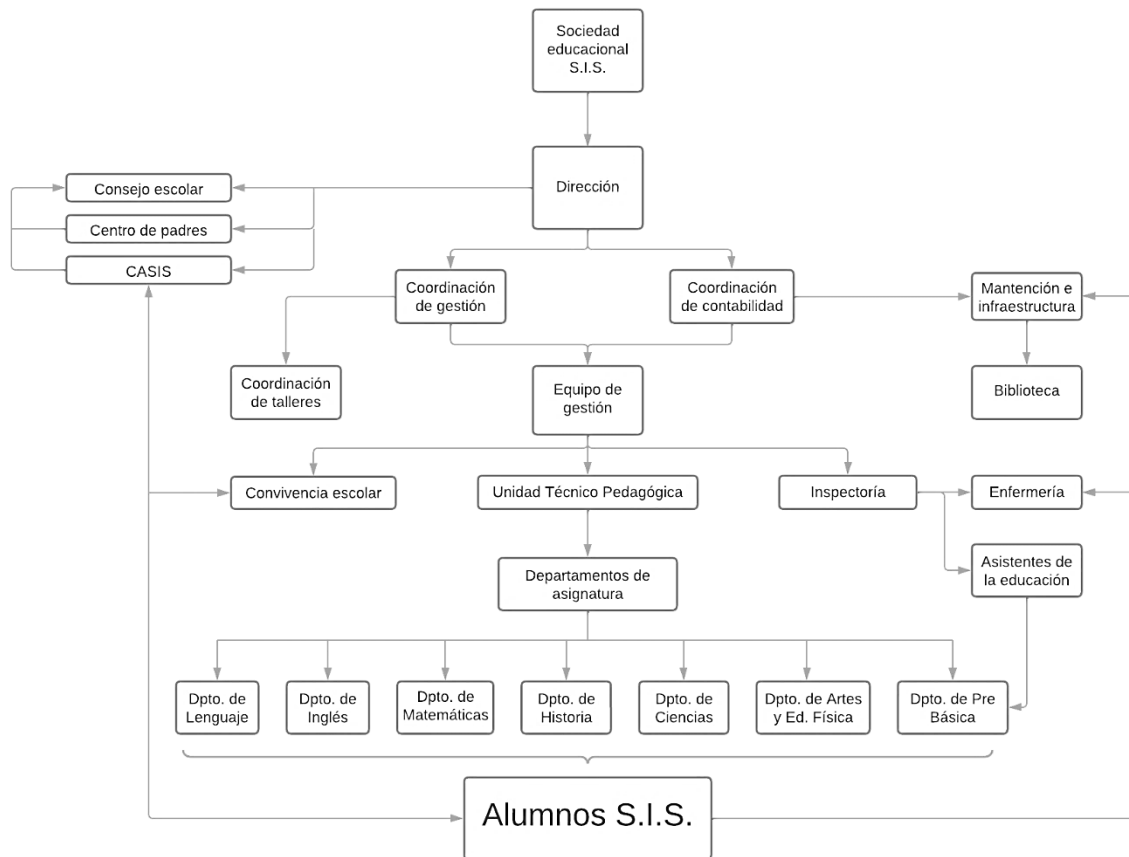 Sociedad
educacional
S.I.S.
Dirección
Consejo escolar
Centro de padres
CASIS
Coordinación
de gestión
Coordinación
de contabilidad
Mantención e
infraestructura
Coordinación
de talleres
Equipo de
gestión
Biblioteca
Convivencia escolar
Unidad Técnico Pedagógica
Inspectoría
Enfermería
Departamentos de
asignatura
Asistentes de
la educación
Dpto. de
Lenguaje
Dpto. de
Inglés
Dpto. de
Matemáticas
Dpto. de
Historia
Dpto. de
Ciencias
Dpto. de Artes
y Ed. Física
Dpto. de Pre
Básica
Alumnos S.I.S.